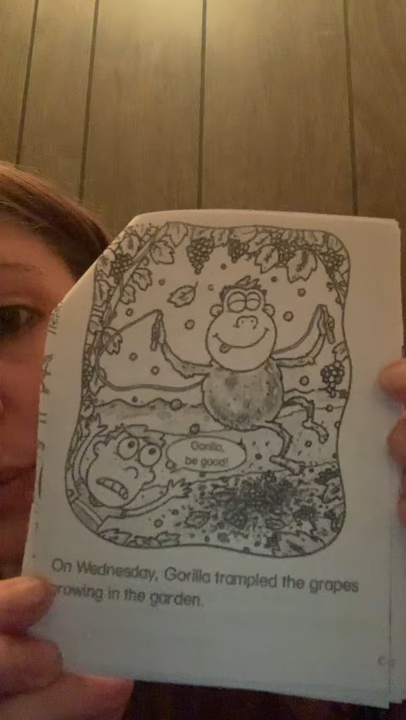 Gorilla,
be good!
On Wednesday, Gorilla trampled the grapes
growing in the garden.